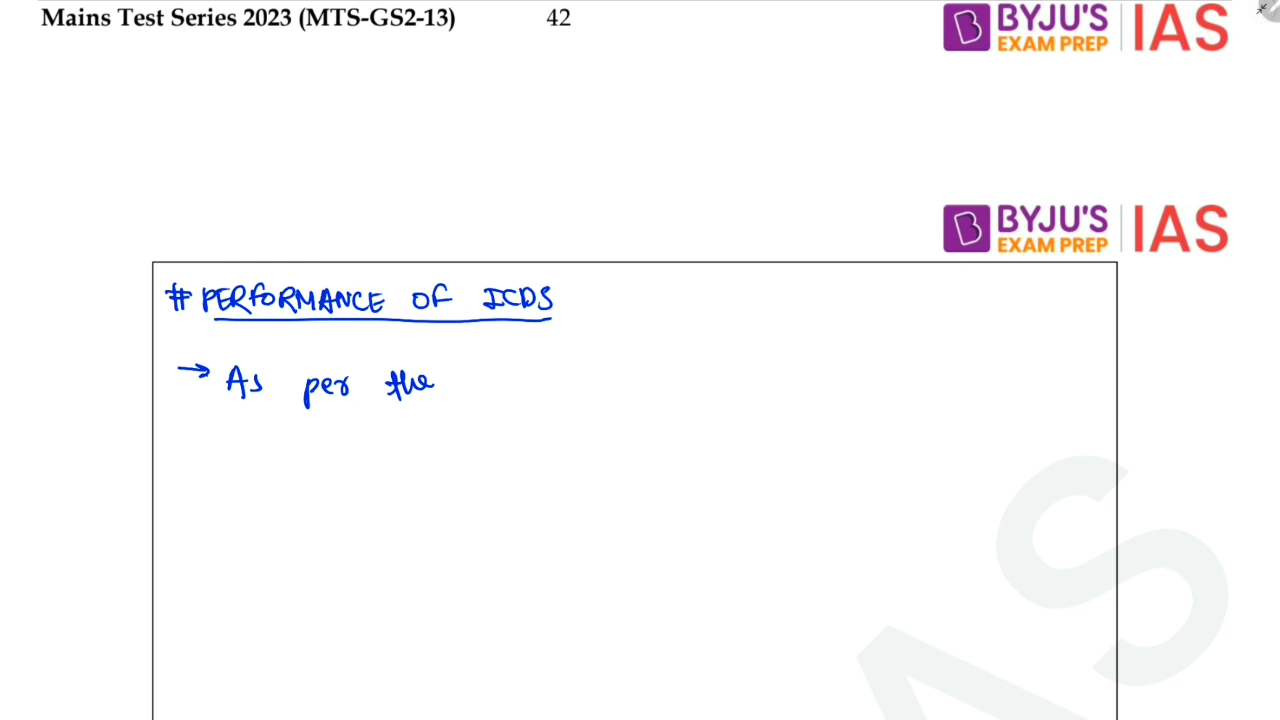 Mains Test Series 2023 (MTS-GS2-13) 42
BYJU'S IAS
EXAM PREP
BYJU'S IAS
EXAM PREP
# PERFORMANCE OF ICDS
→ As per the
AS